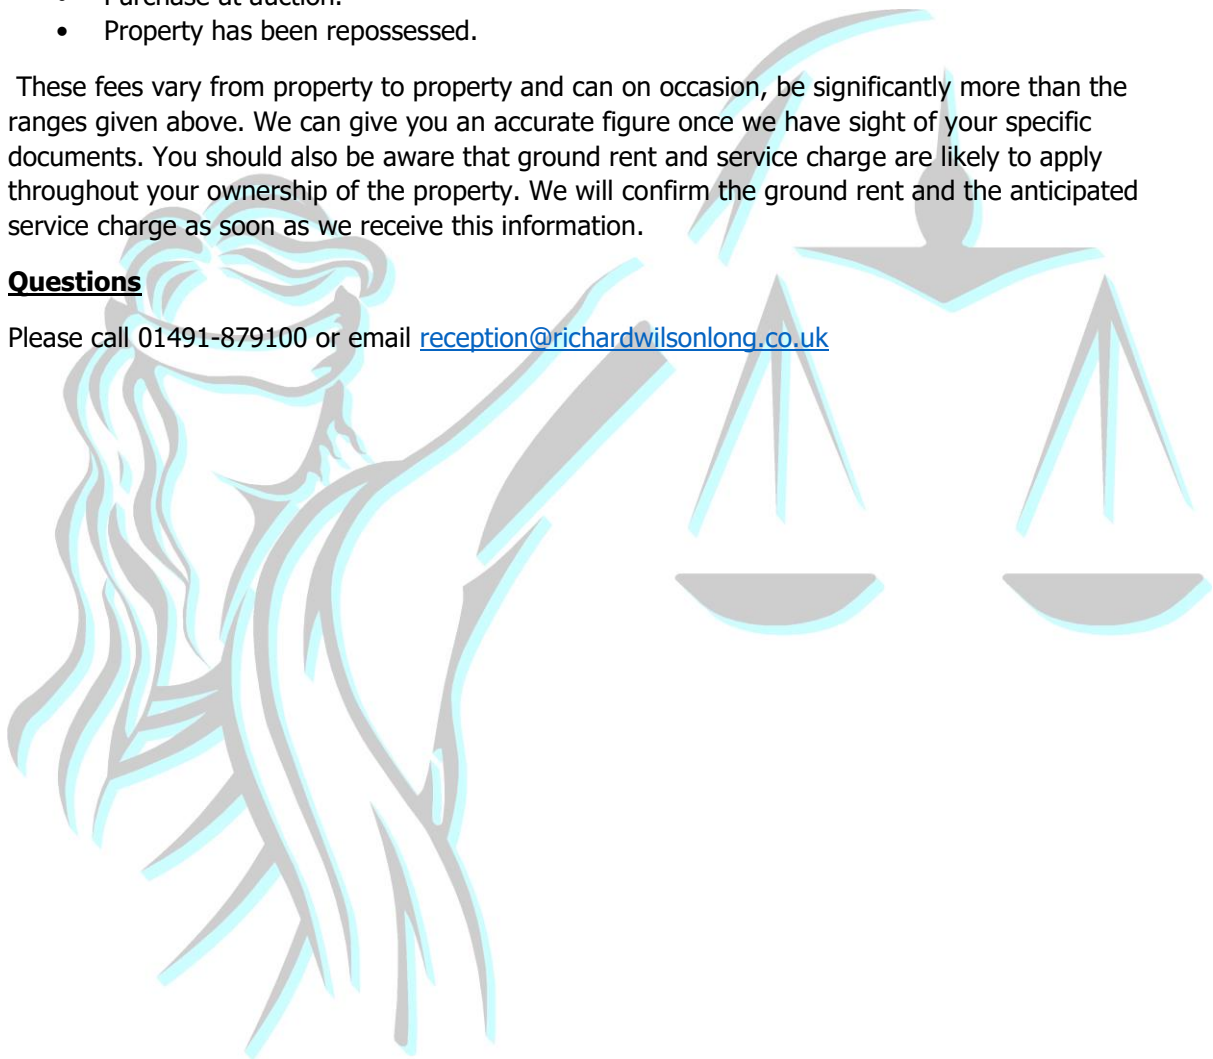 • Purchase at auction.
• Property has been repossessed.
These fees vary from property to property and can on occasion, be significantly more than the
ranges given above. We can give you an accurate figure once we have sight of your specific
documents. You should also be aware that ground rent and service charge are likely to apply
throughout your ownership of the property. We will confirm the ground rent and the anticipated
service charge as soon as we receive this information.
Questions
Please call 01491-879100 or email reception@richardwilsonlong.co.uk